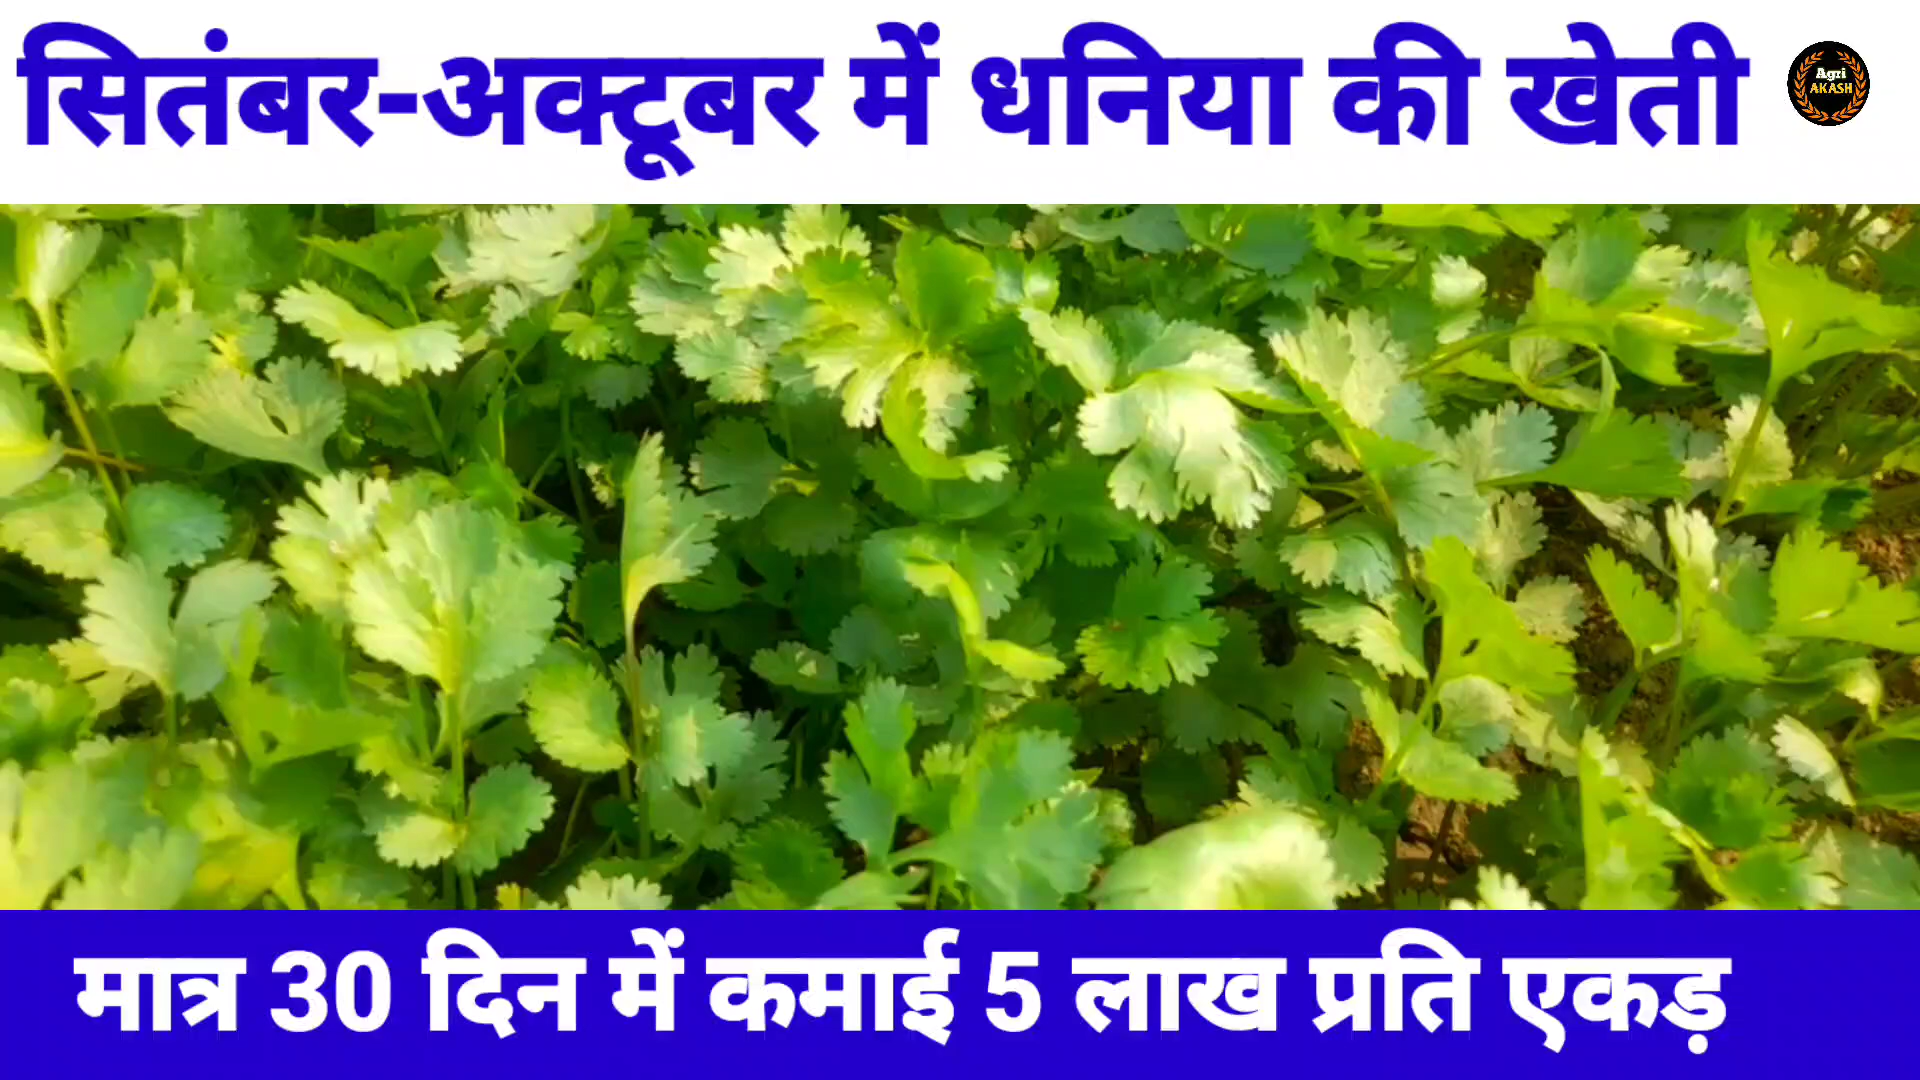 सितंबर-अक्टूबर में धनिया की खेती
Agri
AKASH
मात्र 30 दिन में कमाई 5 लाख प्रति एकड़